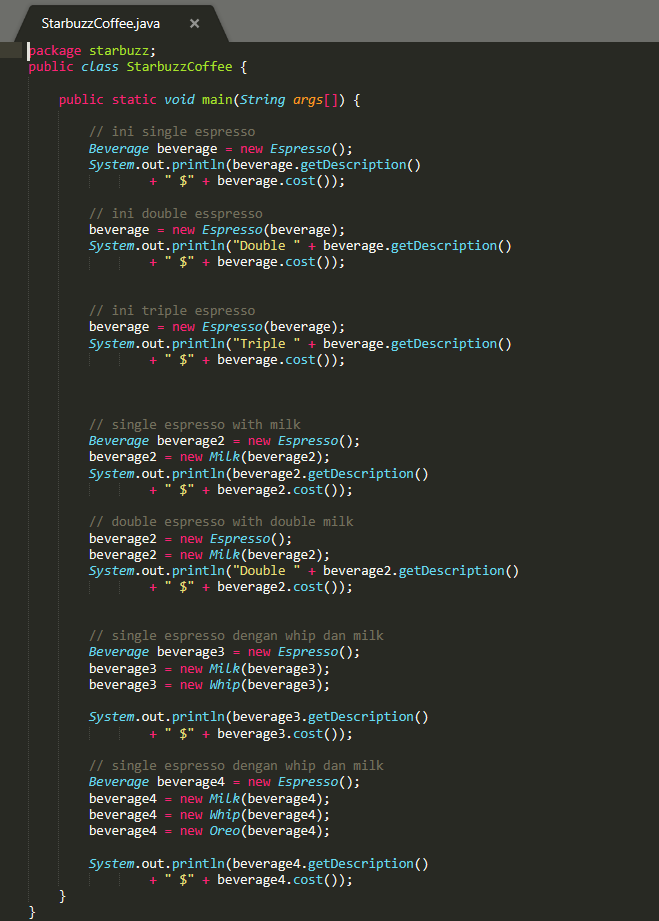 StarbuzzCoffee.java ×
package starbuzz;
public class StarbuzzCoffee {
public static void main(String args[]) {
// ini single espresso
Beverage beverage = new Espresso();
System.out.println(beverage.getDescription()
+ " $" + beverage.cost());
// ini double esspresso
beverage = new Espresso(beverage);
System.out.println("Double " + beverage.getDescription()
+ " $" + beverage.cost());
// ini triple espresso
beverage = new Espresso(beverage);
System.out.println("Triple " + beverage.getDescription()
+ " $" + beverage.cost());
// single espresso with milk
Beverage beverage2 = new Espresso();
beverage2 = new Milk(beverage2);
System.out.println(beverage2.getDescription()
+ " $" + beverage2.cost());
// double espresso with double milk
beverage2 = new Espresso();
beverage2 = new Milk(beverage2);
System.out.println("Double " + beverage2.getDescription()
+ " $" + beverage2.cost());
// single espresso dengan whip dan milk
Beverage beverage3 = new Espresso();
beverage3 = new Milk(beverage3);
beverage3 = new Whip(beverage3);
System.out.println(beverage3.getDescription()
+ " $" + beverage3.cost());
// single espresso dengan whip dan milk
Beverage beverage4 = new Espresso();
beverage4 = new Milk(beverage4);
beverage4 = new Whip(beverage4);
beverage4 = new Oreo(beverage4);
System.out.println(beverage4.getDescription()
+ " $" + beverage4.cost());
}
}